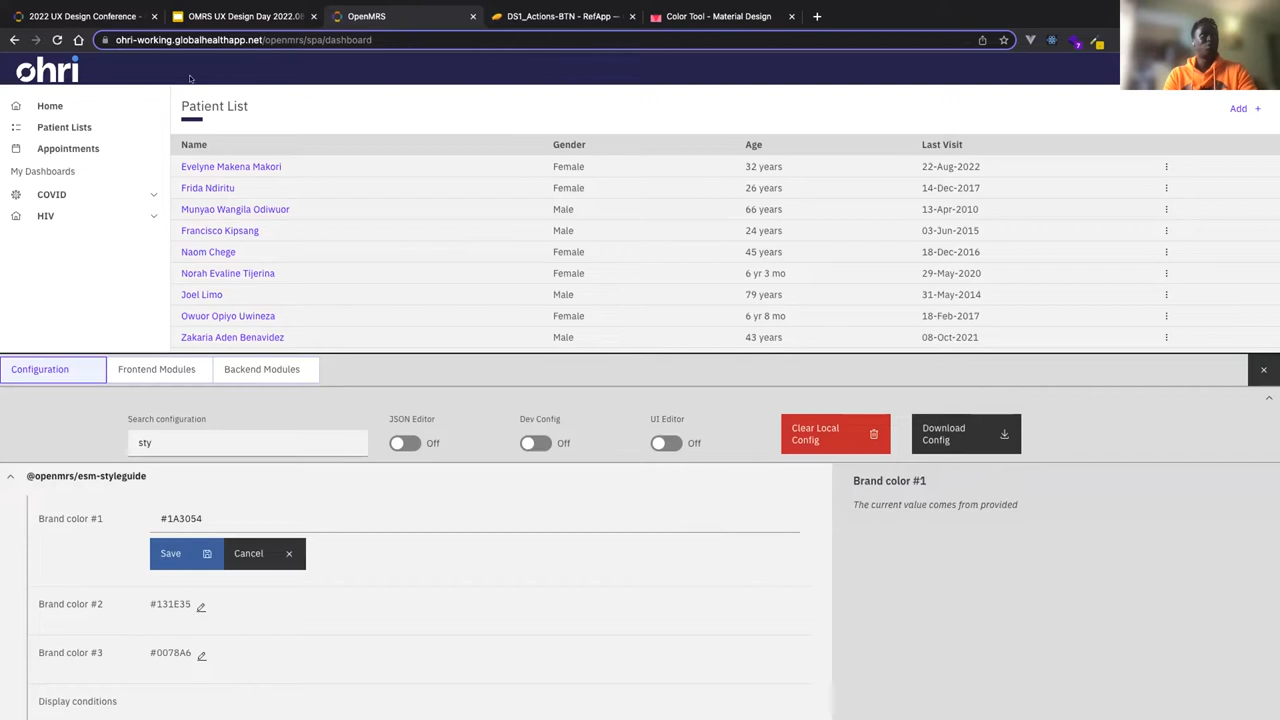 2022 UX Design Conference -
OMRS UX Design Day 2022.08
OpenMRS
DS1_Actions-BTN - RefApp —
Color Tool - Material Design
ohri-working.globalhealthapp.net/openmrs/spa/dashboard
7
ohri
Home
Patient Lists
Appointments
My Dashboards
COVID
HIV
Patient List
Add +
Name Gender Age Last Visit
Evelyne Makena Makori Female 32 years 22-Aug-2022
Frida Ndiritu Female 26 years 14-Dec-2017
Munyao Wangila Odiwuor Male 66 years 13-Apr-2010
Francisco Kipsang Male 24 years 03-Jun-2015
Naom Chege Female 45 years 18-Dec-2016
Norah Evaline Tijerina Female 6 yr 3 mo 29-May-2020
Joel Limo Male 79 years 31-May-2014
Owuor Opiyo Uwineza Female 6 yr 8 mo 18-Feb-2017
Zakaria Aden Benavidez Male 43 years 08-Oct-2021
Configuration
Frontend Modules
Backend Modules
Search configuration
sty
JSON Editor
Off
Dev Config
Off
UI Editor
Off
Clear Local
Config
Download
Config
@openmrs/esm-styleguide
Brand color #1 #1A3054
Save
Cancel
Brand color #2 #131E35
Brand color #3 #0078A6
Display conditions
Brand color #1
The current value comes from provided